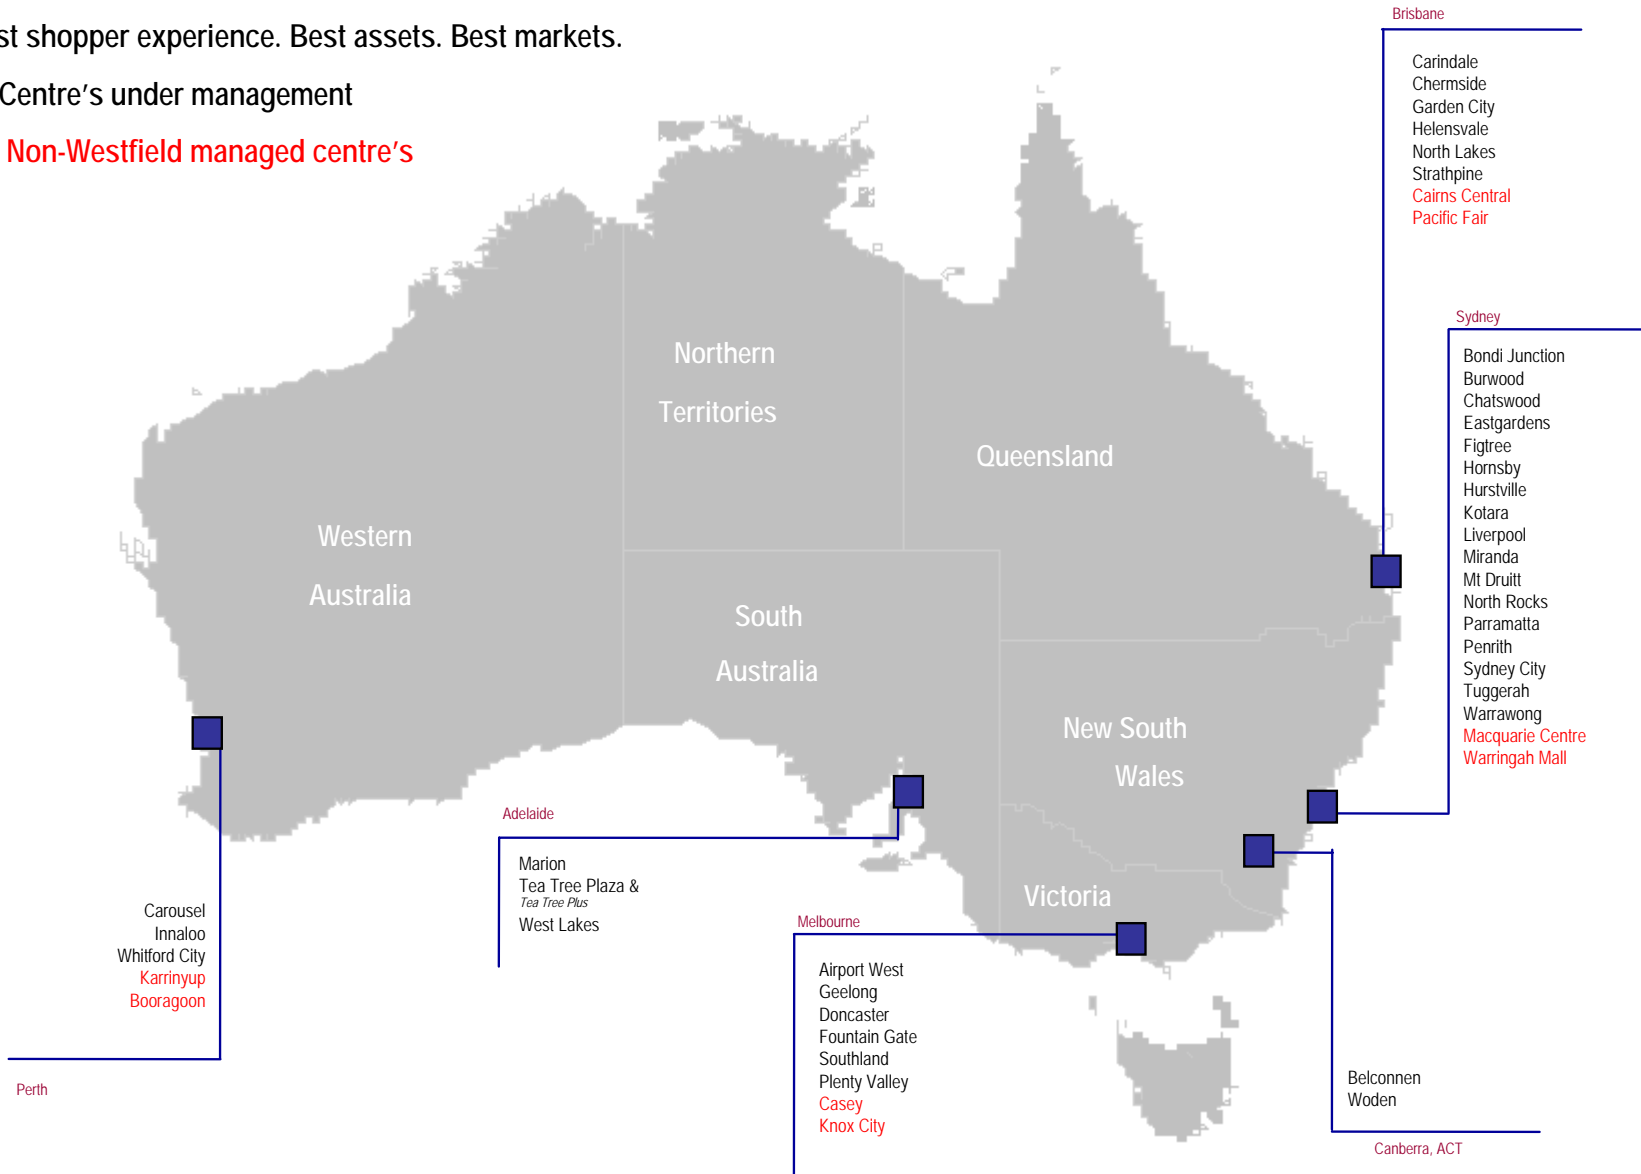 shopper experience. Best assets. Best markets.
Centre's under management
Non-Westfield managed centre's
Brisbane
Carindale
Chermside
Garden City
Helensvale
North Lakes
Strathpine
Cairns Central
Pacific Fair
Sydney
Bondi Junction
Burwood
Chatswood
Eastgardens
Figtree
Hornsby
Hurstville
Kotara
Liverpool
Miranda
Mt Druitt
North Rocks
Parramatta
Penrith
Sydney City
Tuggerah
Warrawong
Macquarie Centre
Warringah Mall
Northern
Territories
Queensland
Western
Australia
South
Australia
New South
Wales
Victoria
Adelaide
Marion
Tea Tree Plaza &
Tea Tree Plus
West Lakes
Carousel
Innaloo
Whitford City
Karrinyup
Booragoon
Perth
Melbourne
Airport West
Geelong
Doncaster
Fountain Gate
Southland
Plenty Valley
Casey
Knox City
Belconnen
Woden
Canberra, ACT